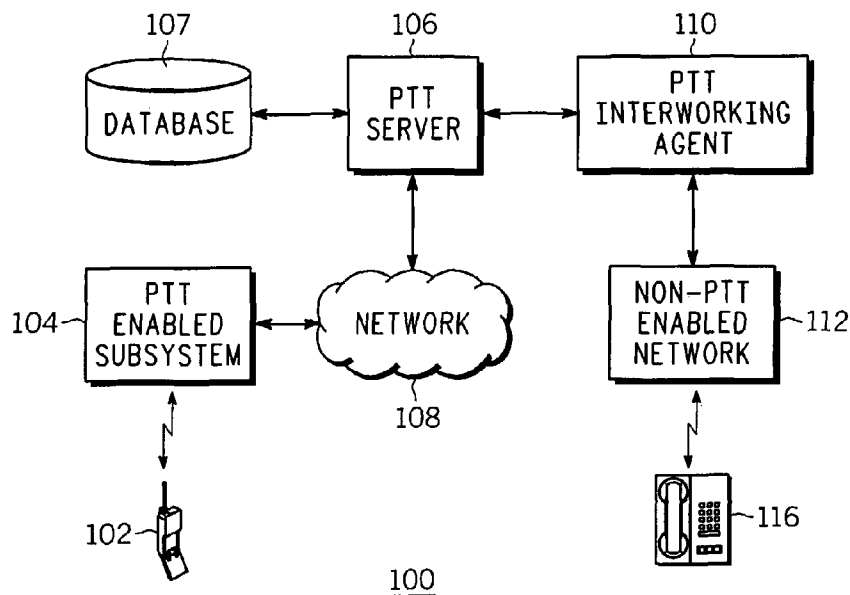 107
106
110
DATABASE
PTT
SERVER
PTT
INTERWORKING
AGENT
104
PTT
ENABLED
SUBSYSTEM
NETWORK
108
NON-PTT
ENABLED
NETWORK
112
102
116
100